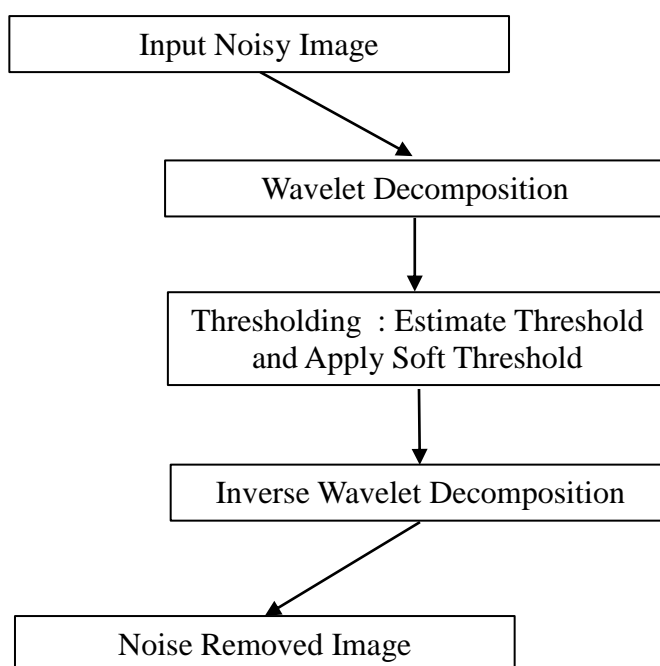 Input Noisy Image
Wavelet Decomposition
Thresholding : Estimate Threshold
and Apply Soft Threshold
Inverse Wavelet Decomposition
Noise Removed Image